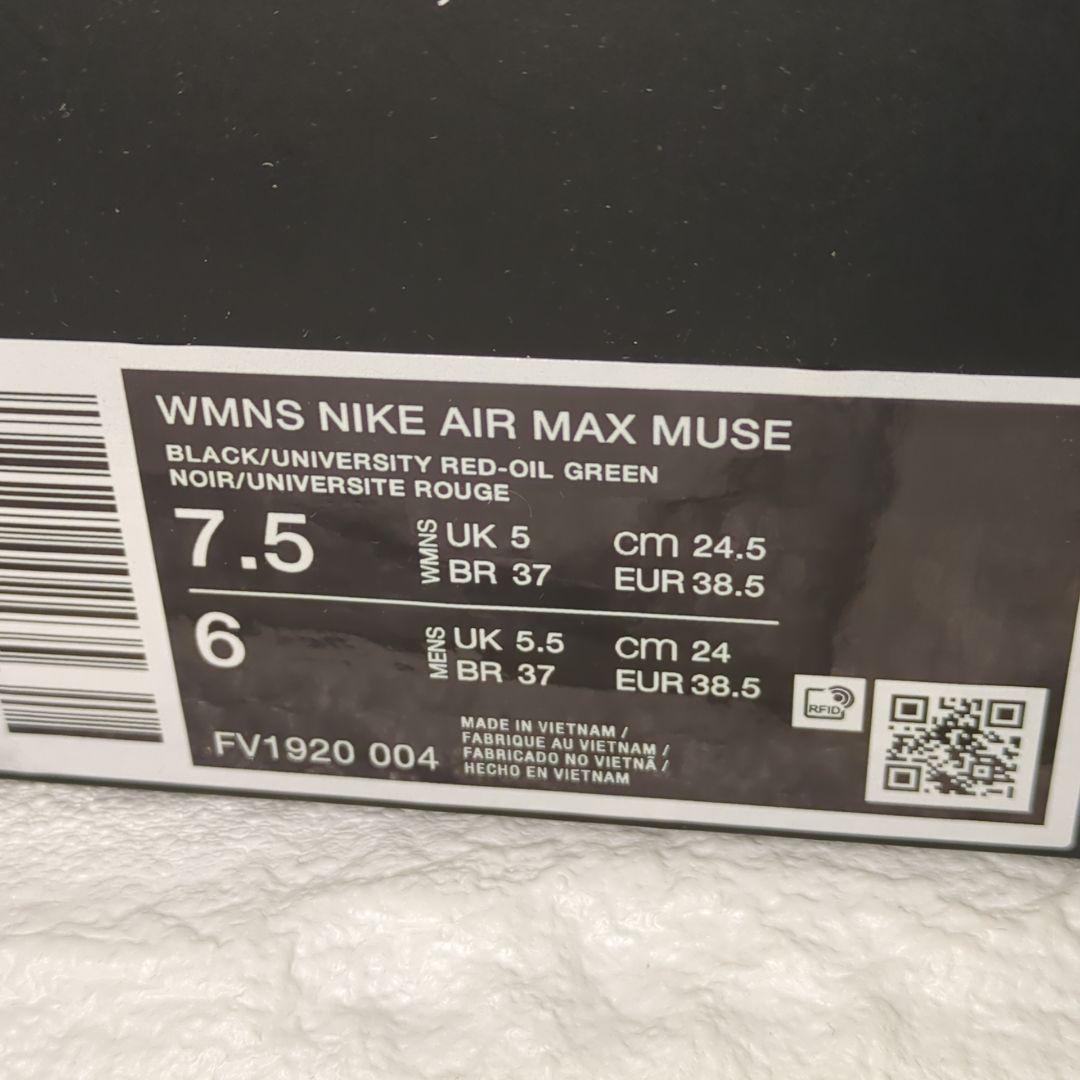 WMNS NIKE AIR MAX MUSE
BLACK/UNIVERSITY RED-OIL GREEN
NOIR/UNIVERSITE ROUGE
7.5
WMNS
UK 5
cm 24.5
BR 37
EUR 38.5
6
MENS
UK 5.5
cm 24
BR 37
EUR 38.5
RFID
FV1920 004
MADE IN VIETNAM /
FABRIQUE AU VIETNAM /
FABRICADO NO VIETNÃ /
HECHO EN VIETNAM